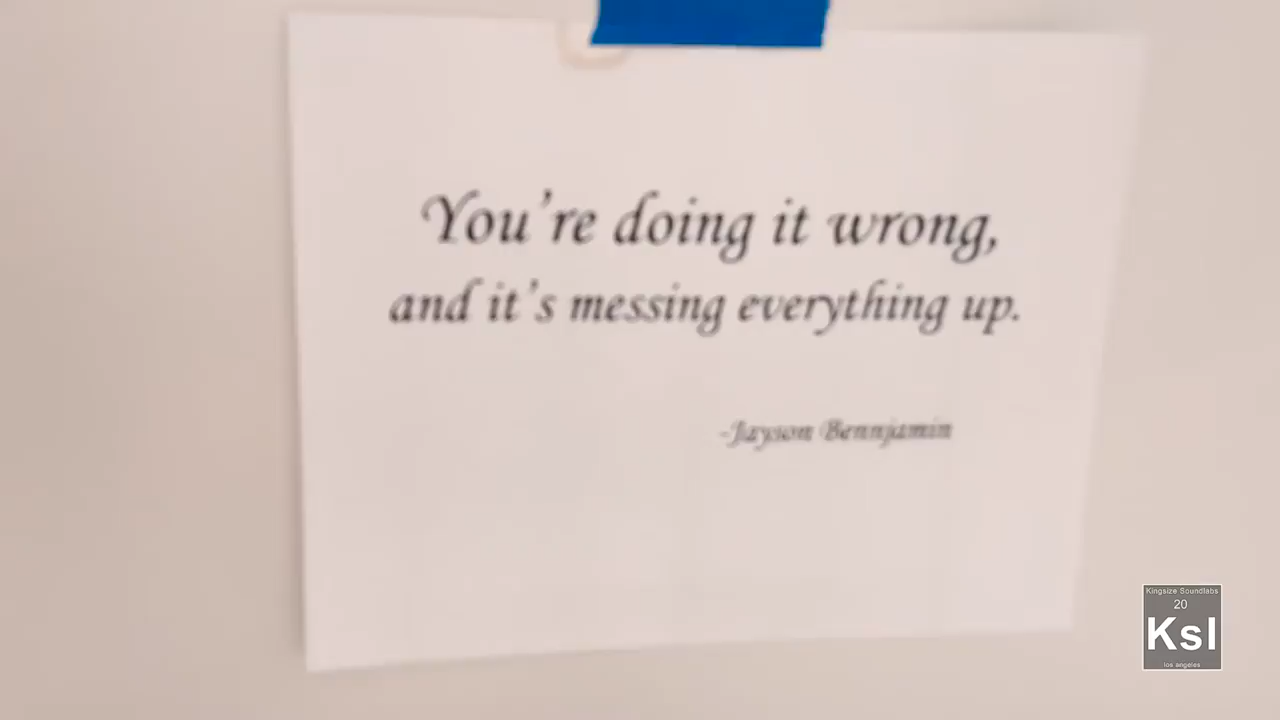 You're doing it wrong,
and it's messing everything up.
-Jayson Bennjamin
Kingsize Soundlabs
20
Ksl
los angeles